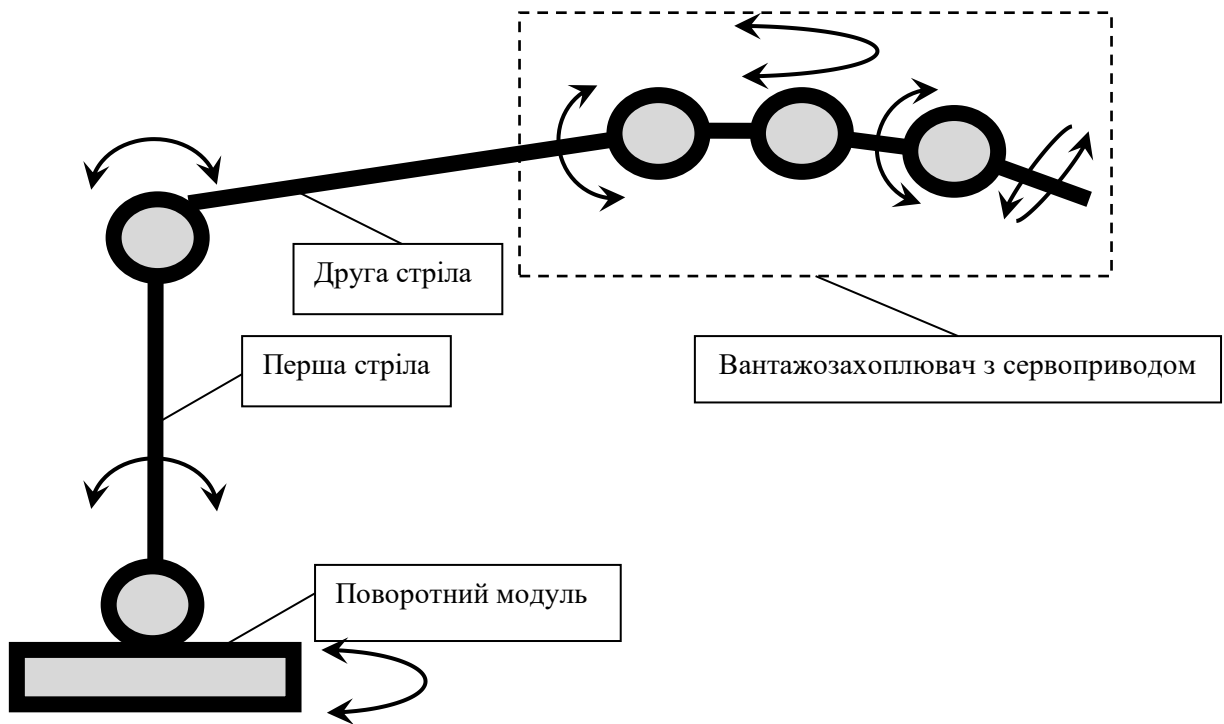 Друга стріла
Перша стріла
Вантажозахоплювач з сервоприводом
Поворотний модуль